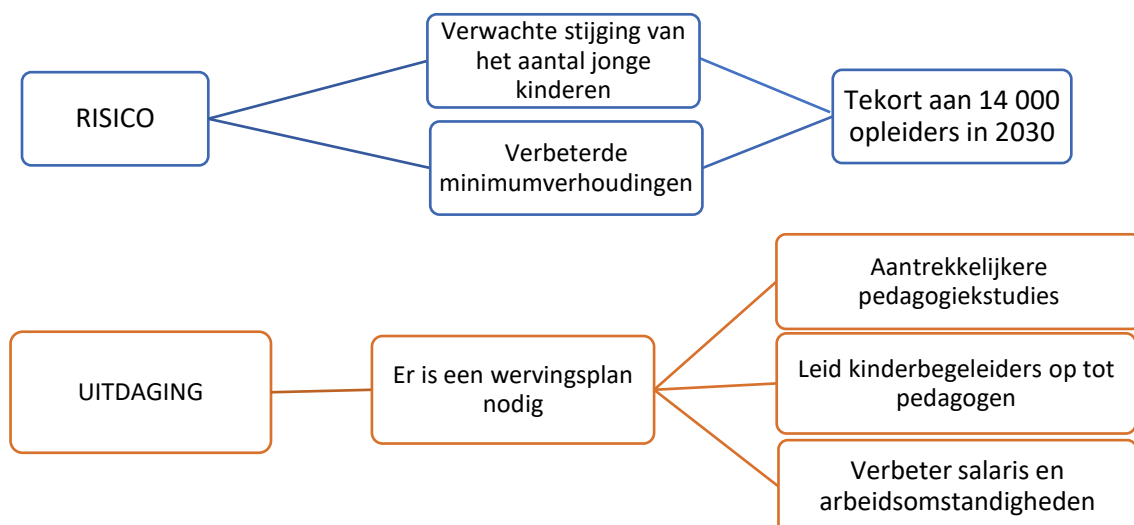 RISICO
Verwachte stijging van
het aantal jonge
kinderen
Verbeterde
minimumverhoudingen
Tekort aan 14 000
opleiders in 2030
UITDAGING
Er is een wervingsplan
nodig
Aantrekkelijkere
pedagogiekstudies
Leid kinderbegeleiders op tot
pedagogen
Verbeter salaris en
arbeidsomstandigheden